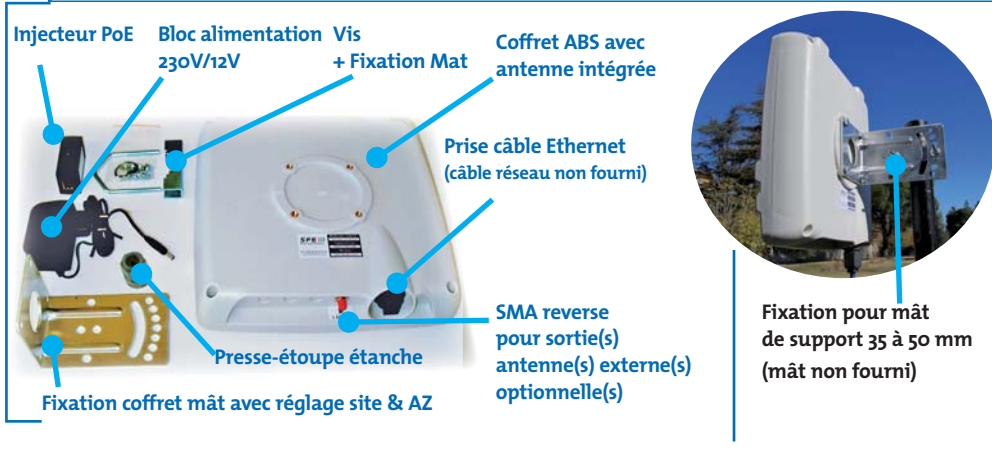 Injecteur PoE
Bloc alimentation
230V/12V
Vis
+ Fixation Mat
Coffret ABS avec
antenne intégrée
Prise câble Ethernet
(câble réseau non fourni)
SMA reverse
pour sortie(s)
antenne(s) externe(s)
optionnelle(s)
Presse-étoupe étanche
Fixation coffret mât avec réglage site & AZ
Fixation pour mât
de support 35 à 50 mm
(mât non fourni)